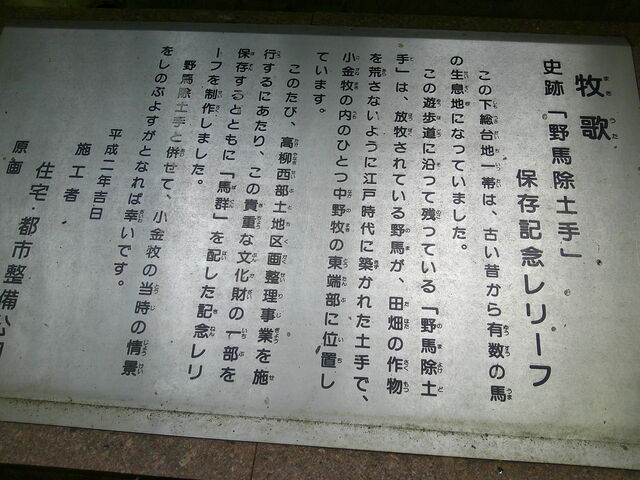 牧歌
史跡「野馬除土手」
保存記念レリーフ
この下総台地一帯は、古い昔から有数の馬
の生息地になっていました。
この遊歩道に沿って残っている「野馬除土
手」は、放牧されている野馬が、田畑の作物
を荒さないように江戸時代に築かれた土手で、
小金牧の内のひとつ中野牧の東端部に位置し
ています。
このたび、高柳西部土地区画整理事業を施
行するにあたり、この貴重な文化財の一部を
保存するとともに「馬群」を配した記念レリ
ーフを制作しました。
野馬除土手と併せて、小金牧の当時の情景
をしのぶよすがとなれば幸いです。
平成二年吉日
施工者
住宅・都市整備公団
原画